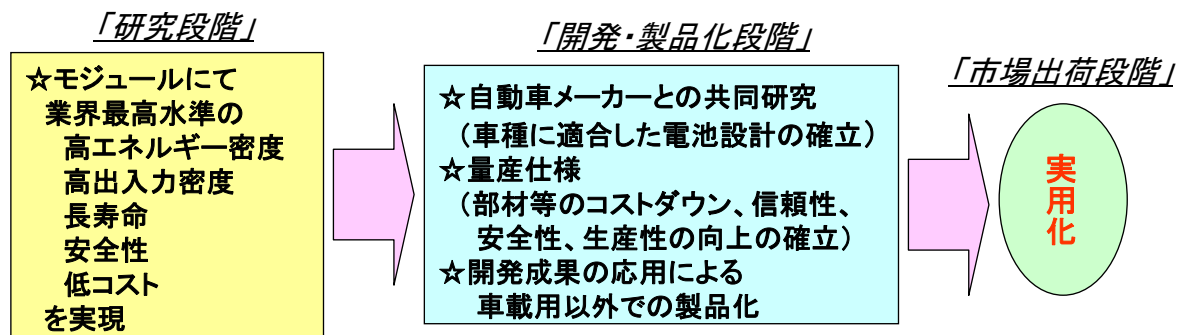 「研究段階」
☆モジュールにて
業界最高水準の
高エネルギー密度
高出入力密度
長寿命
安全性
低コスト
を実現
「開発・製品化段階」
☆自動車メーカーとの共同研究
（車種に適合した電池設計の確立）
☆量産仕様
（部材等のコストダウン、信頼性、
安全性、生産性の向上の確立）
☆開発成果の応用による
車載用以外での製品化
「市場出荷段階」
実用化